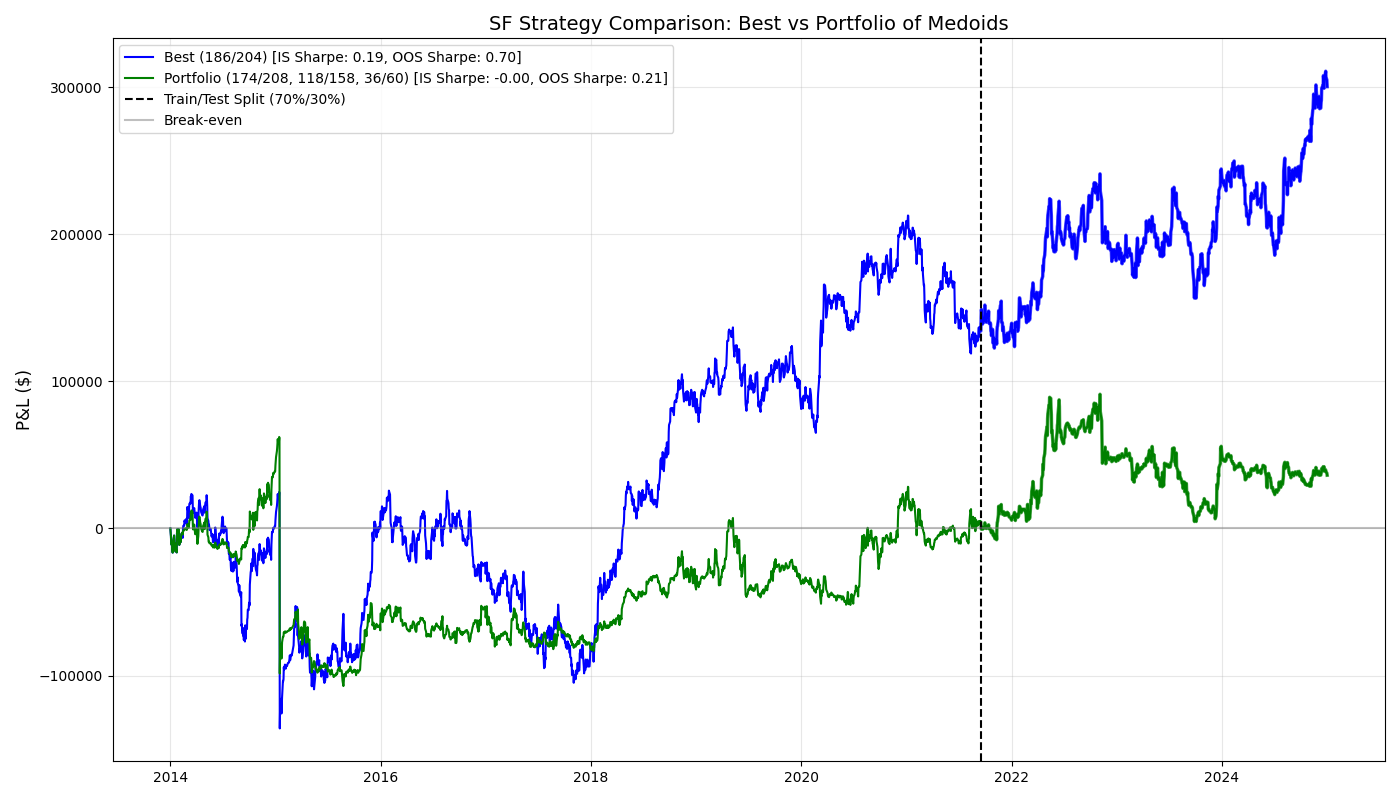 SF Strategy Comparison: Best vs Portfolio of Medoids
Best (186/204) [IS Sharpe: 0.19, OOS Sharpe: 0.70]
Portfolio (174/208, 118/158, 36/60) [IS Sharpe: -0.00, OOS Sharpe: 0.21]
Train/Test Split (70%/30%)
Break-even
P&L ($)
300000
200000
100000
0
−100000
2014 2016 2018 2020 2022 2024